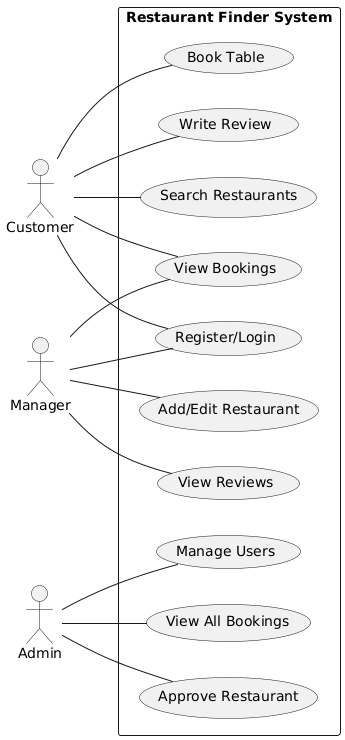 Restaurant Finder System
Book Table
Write Review
Search Restaurants
Customer
View Bookings
Register/Login
Manager
Add/Edit Restaurant
View Reviews
Manage Users
View All Bookings
Admin
Approve Restaurant